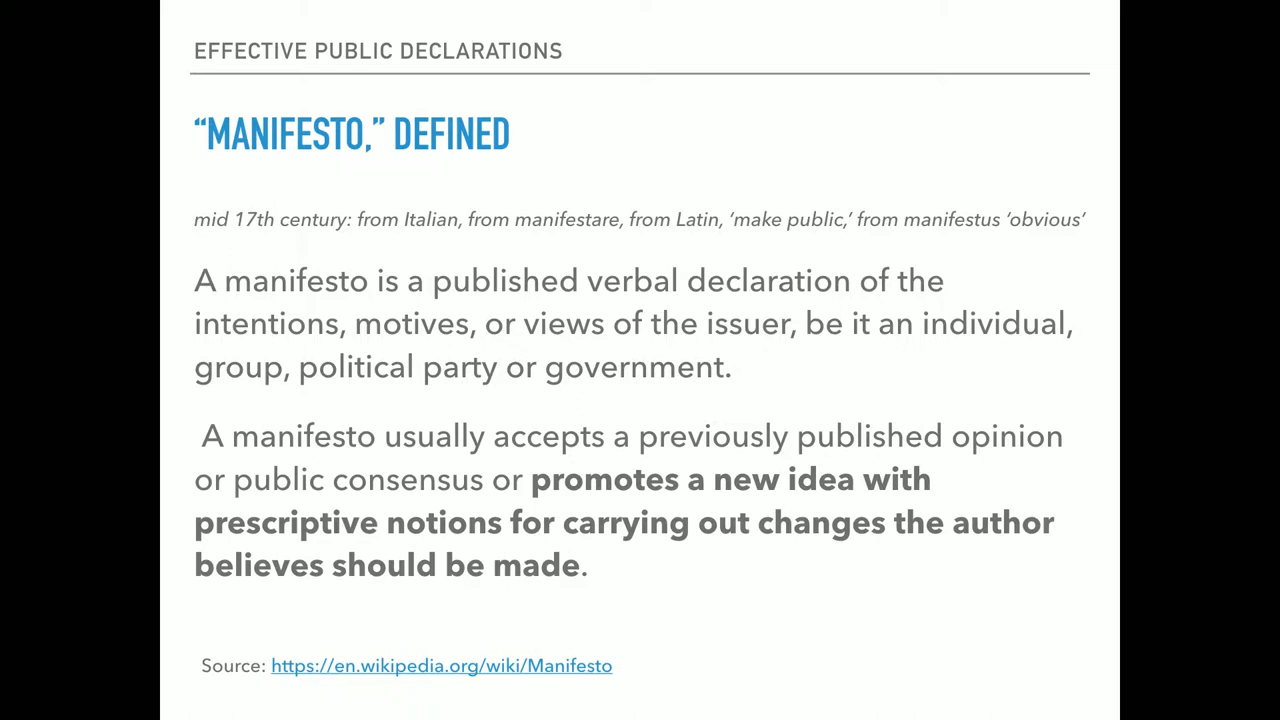 EFFECTIVE PUBLIC DECLARATIONS
“MANIFESTO,” DEFINED
mid 17th century: from Italian, from manifestare, from Latin, ‘make public,’ from manifestus ‘obvious’
A manifesto is a published verbal declaration of the
intentions, motives, or views of the issuer, be it an individual,
group, political party or government.
A manifesto usually accepts a previously published opinion
or public consensus or promotes a new idea with
prescriptive notions for carrying out changes the author
believes should be made.
Source: https://en.wikipedia.org/wiki/Manifesto